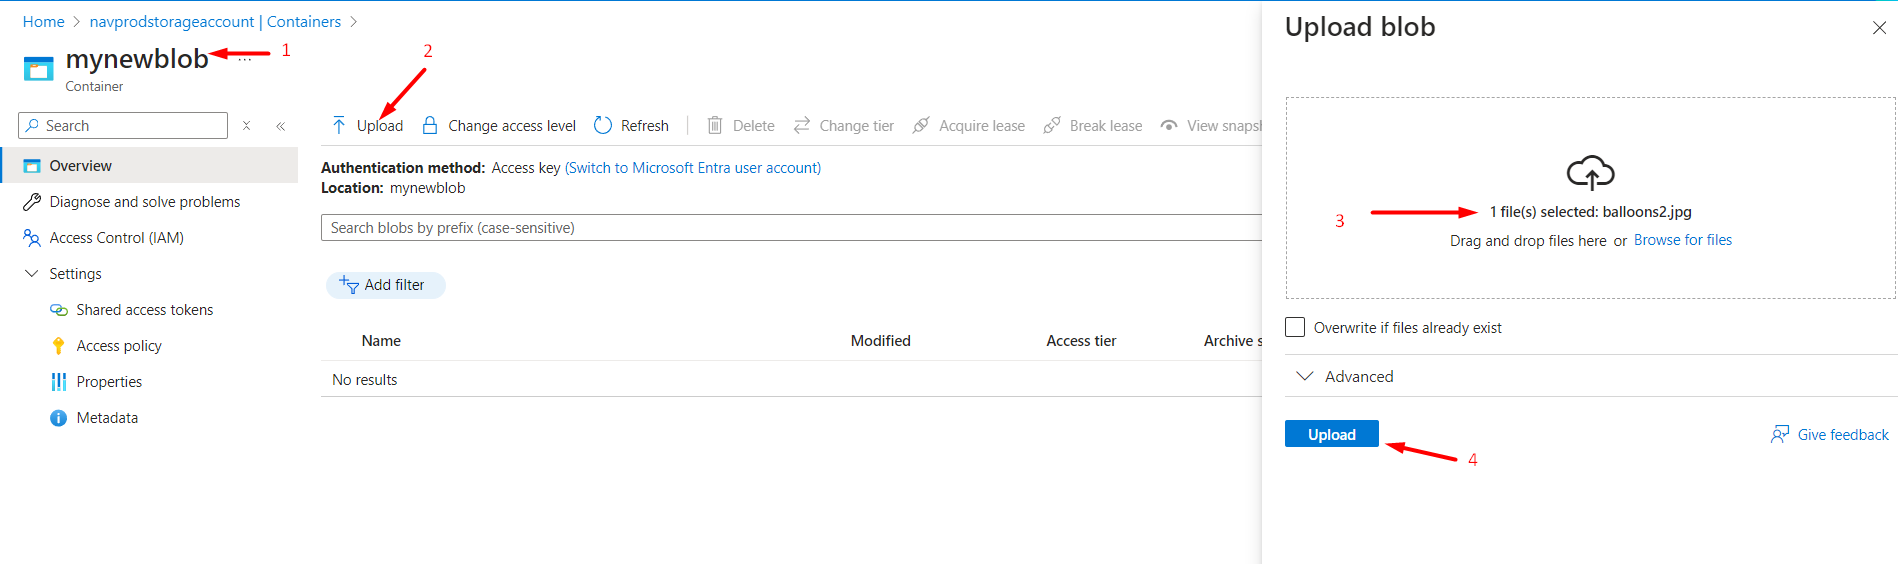 Home > navprodstorageaccount | Containers >
mynewblob ... 1
Container
Search
Overview
Diagnose and solve problems
Access Control (IAM)
Settings
Shared access tokens
Access policy
Properties
Metadata
2
Upload Change access level Refresh Delete Change tier Acquire lease Break lease View snapsh
Authentication method: Access key (Switch to Microsoft Entra user account)
Location: mynewblob
Search blobs by prefix (case-sensitive)
Add filter
Name Modified Access tier Archive s
No results
Upload blob
3
1 file(s) selected: balloons2.jpg
Drag and drop files here or Browse for files
Overwrite if files already exist
Advanced
Upload
4
Give feedback